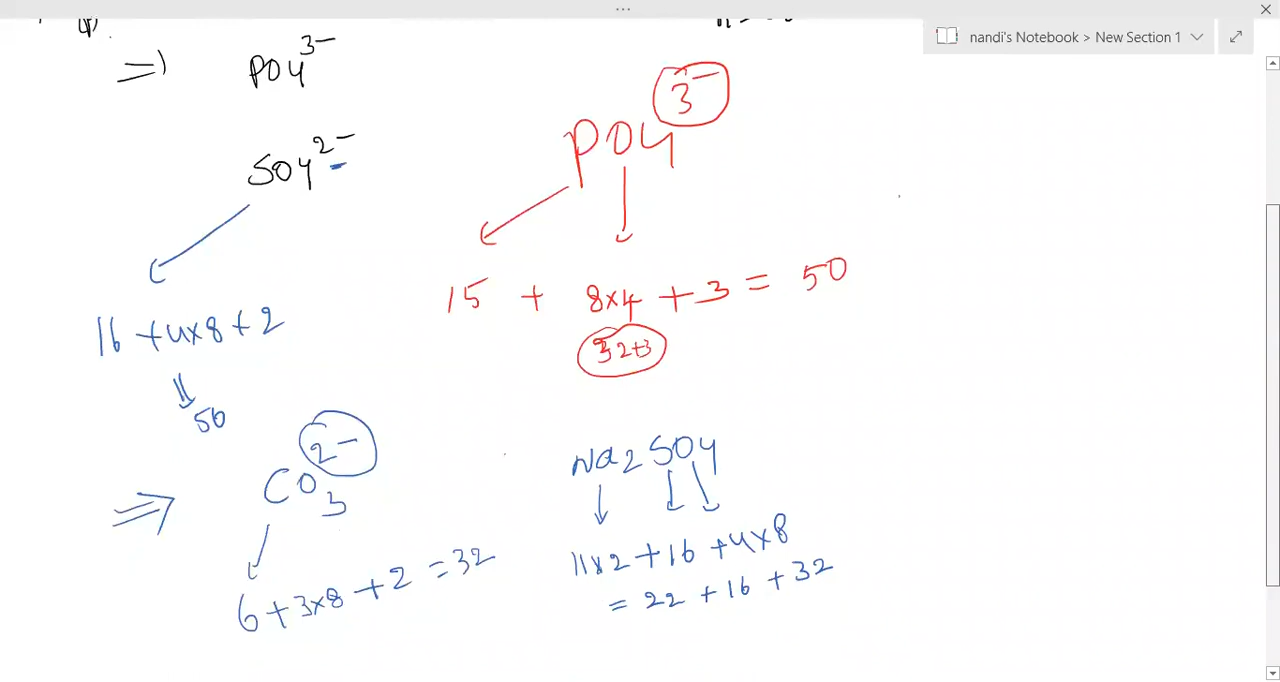 nandi's Notebook > New Section 1
=) PO4 3-
SO4 2-
16 + 4x8 + 2
50
PO4 3-
15 + 8x4 + 3 = 50
32+3
=> CO3 2-
6 + 3x8 + 2 = 32
Na2SO4
11x2 + 16 + 4x8
= 22 + 16 + 32